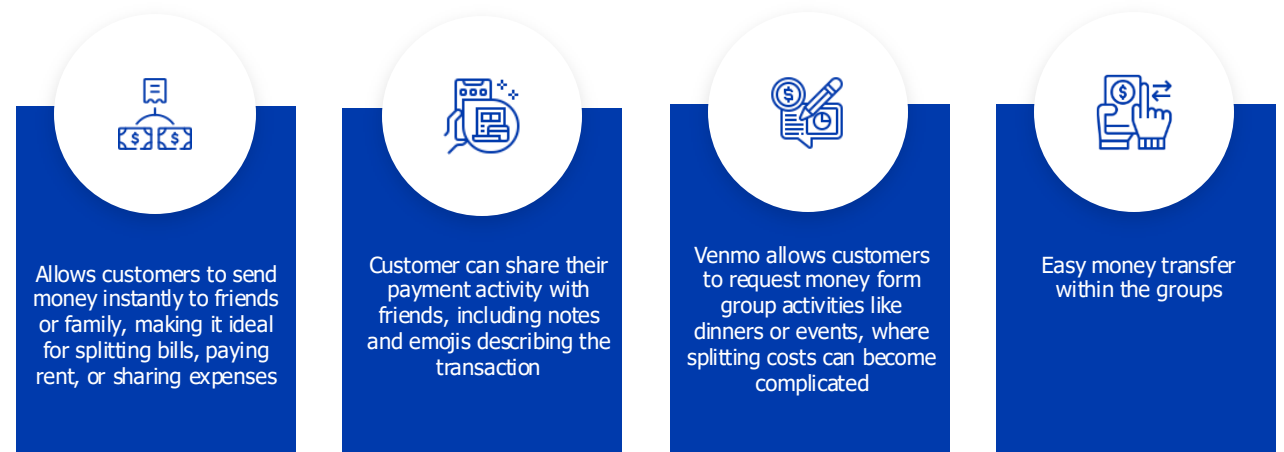 Allows customers to send
money instantly to friends
or family, making it ideal
for splitting bills, paying
rent, or sharing expenses
Customer can share their
payment activity with
friends, including notes
and emojis describing the
transaction
Venmo allows customers
to request money form
group activities like
dinners or events, where
splitting costs can become
complicated
Easy money transfer
within the groups